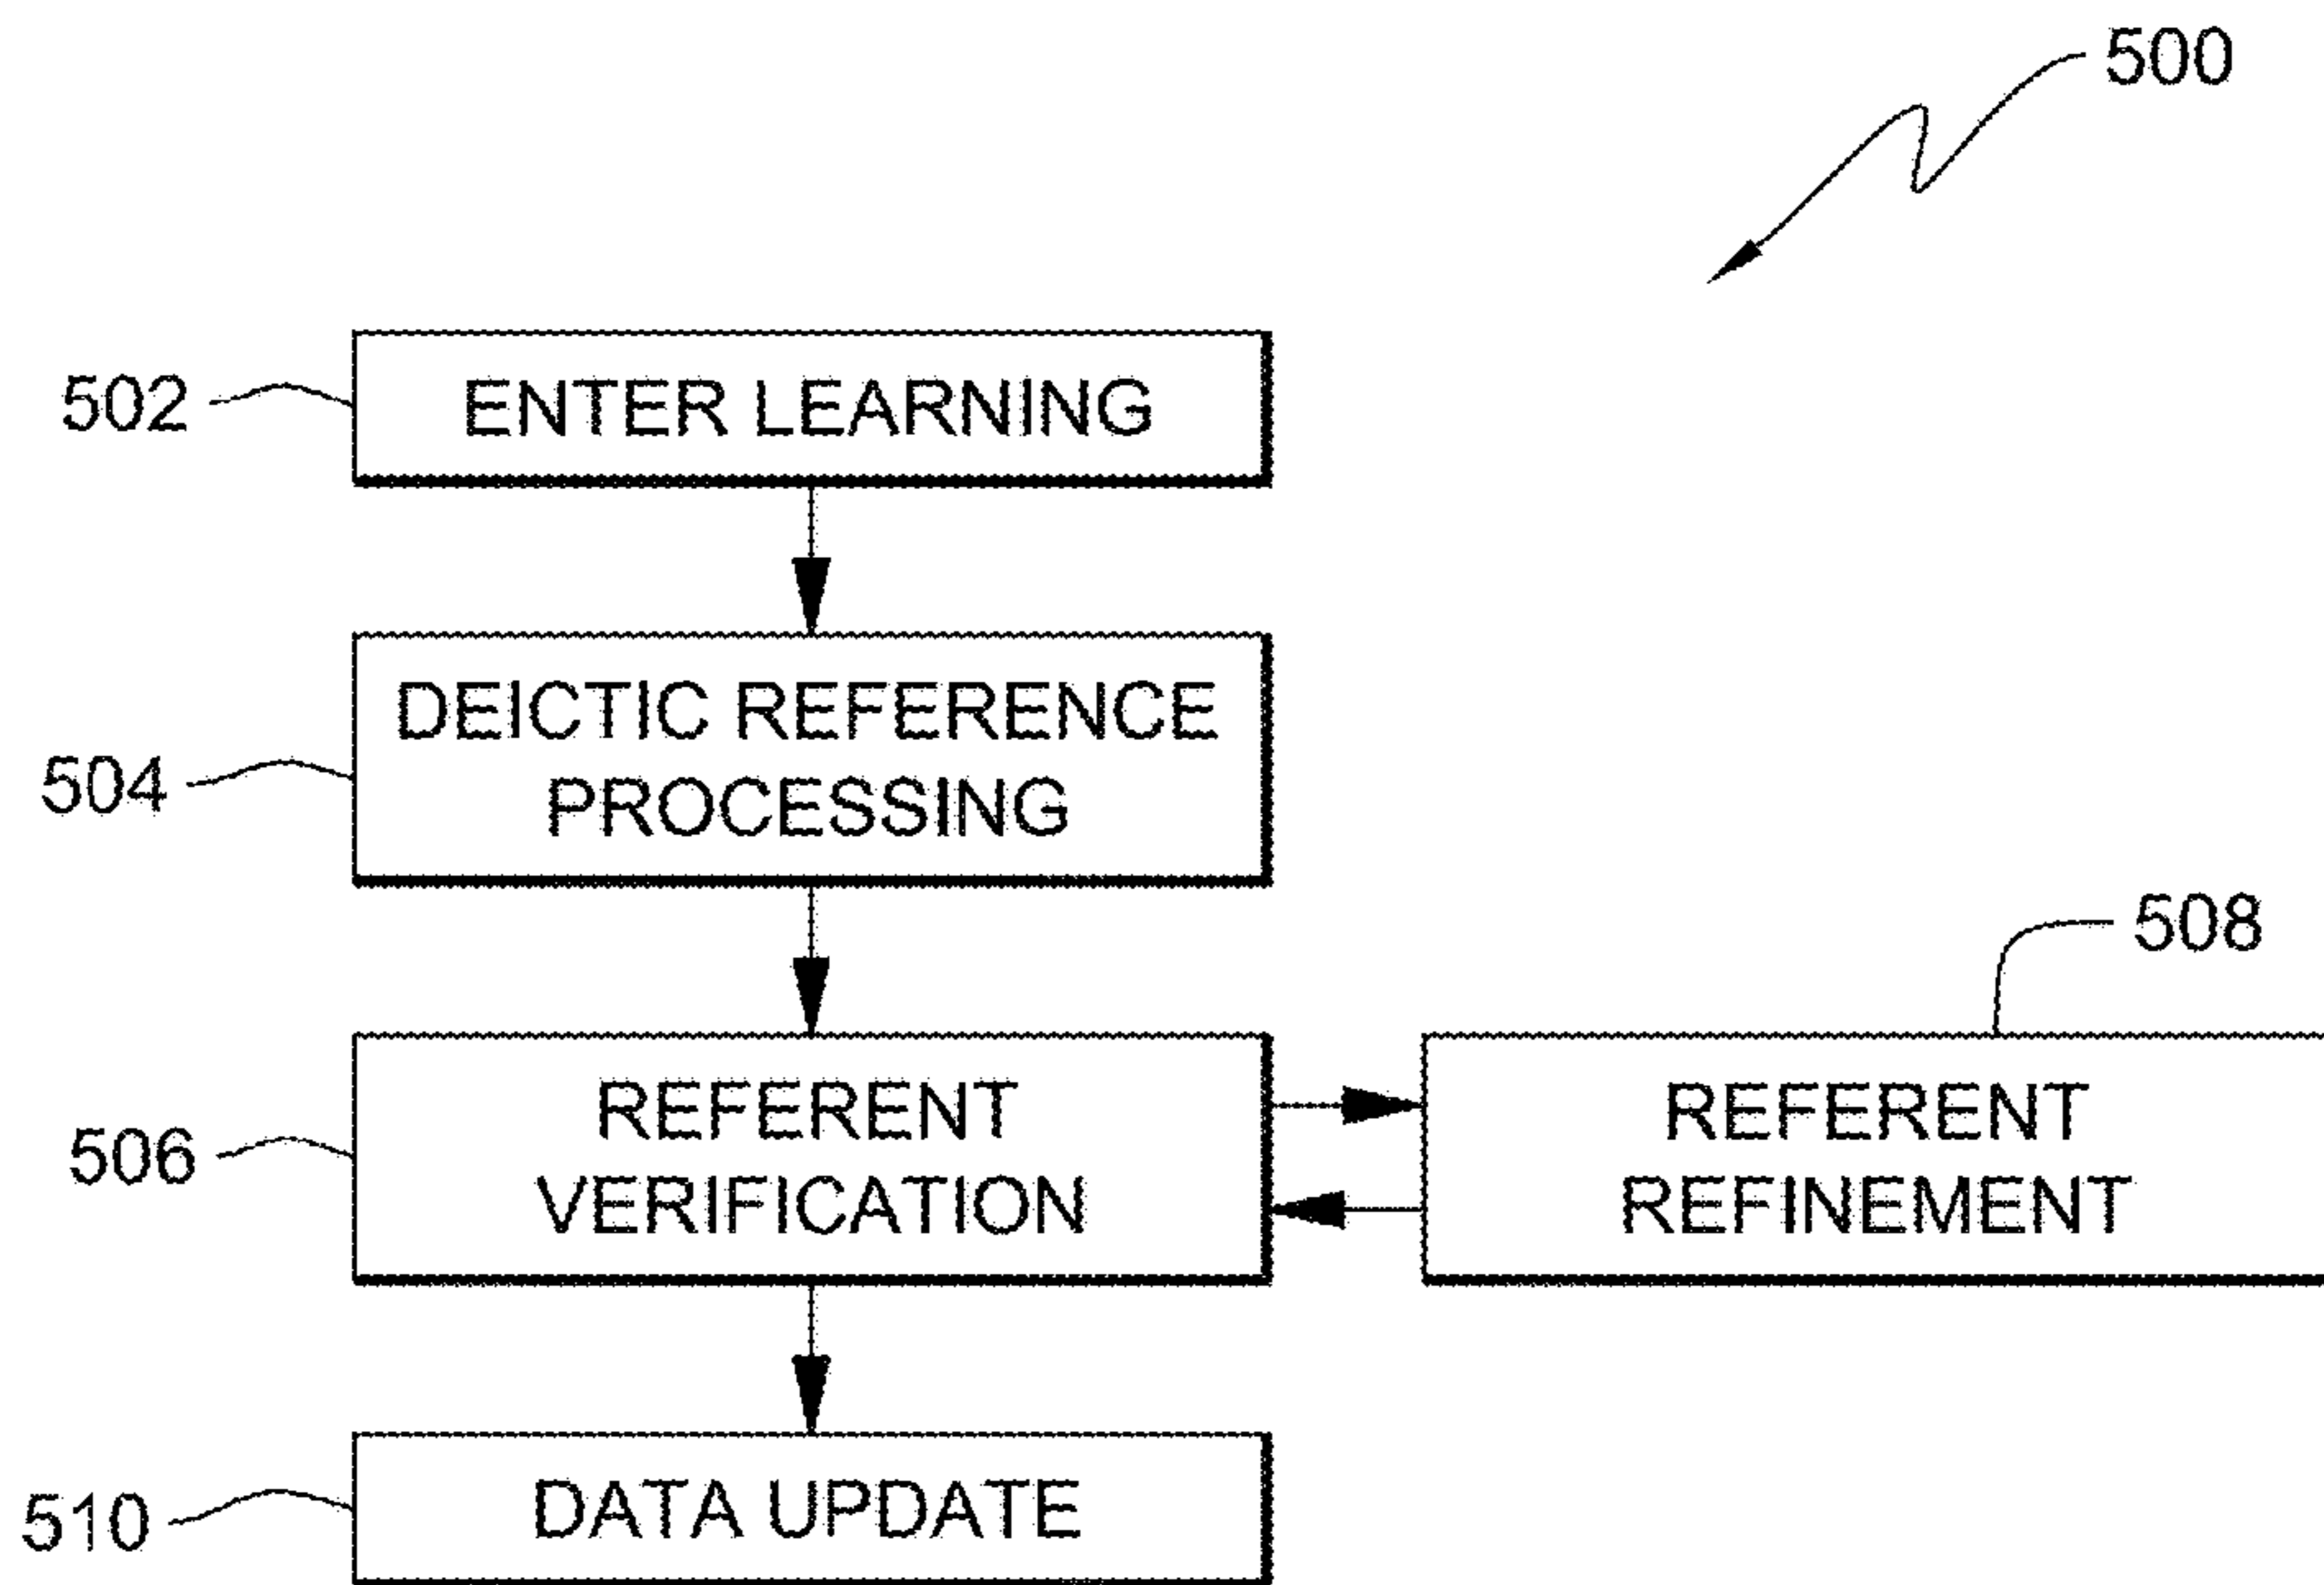 500
502
ENTER LEARNING
504
DEICTIC REFERENCE
PROCESSING
508
506
REFERENT
VERIFICATION
REFERENT
REFINEMENT
510
DATA UPDATE